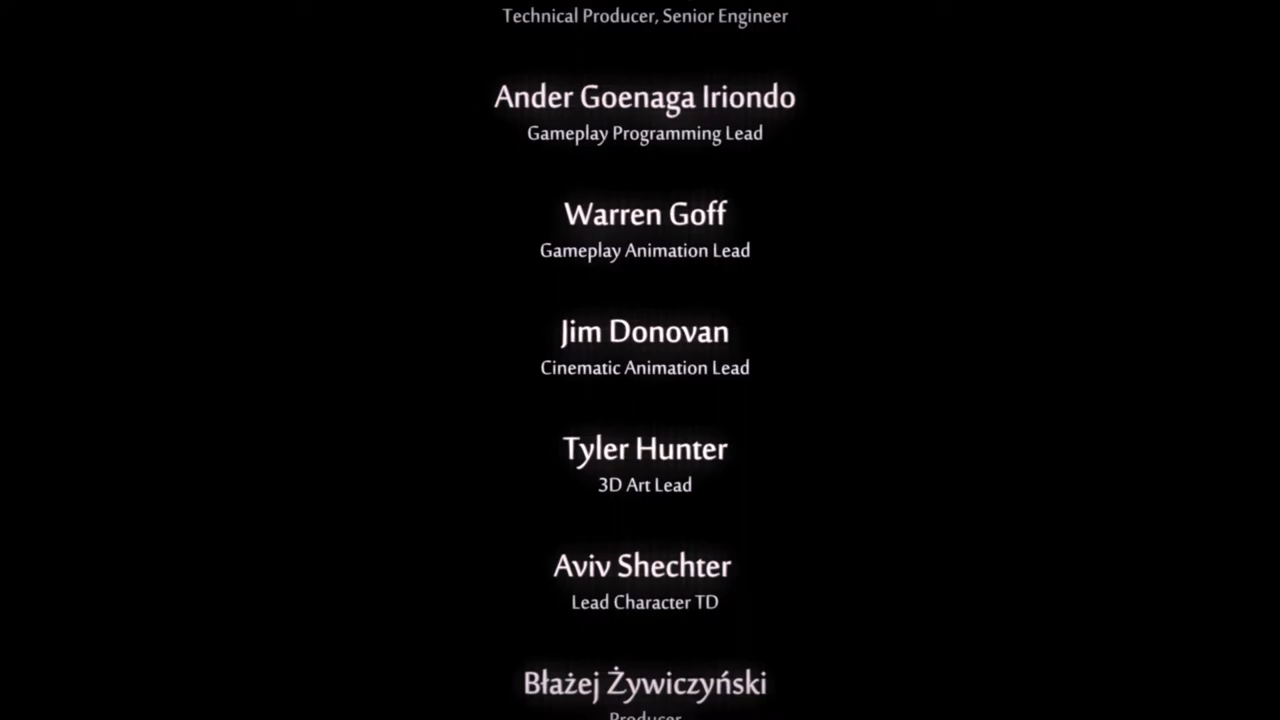 Technical Producer, Senior Engineer
Ander Goenaga Iriondo
Gameplay Programming Lead
Warren Goff
Gameplay Animation Lead
Jim Donovan
Cinematic Animation Lead
Tyler Hunter
3D Art Lead
Aviv Shechter
Lead Character TD
Błażej Żywiczyński
Producer